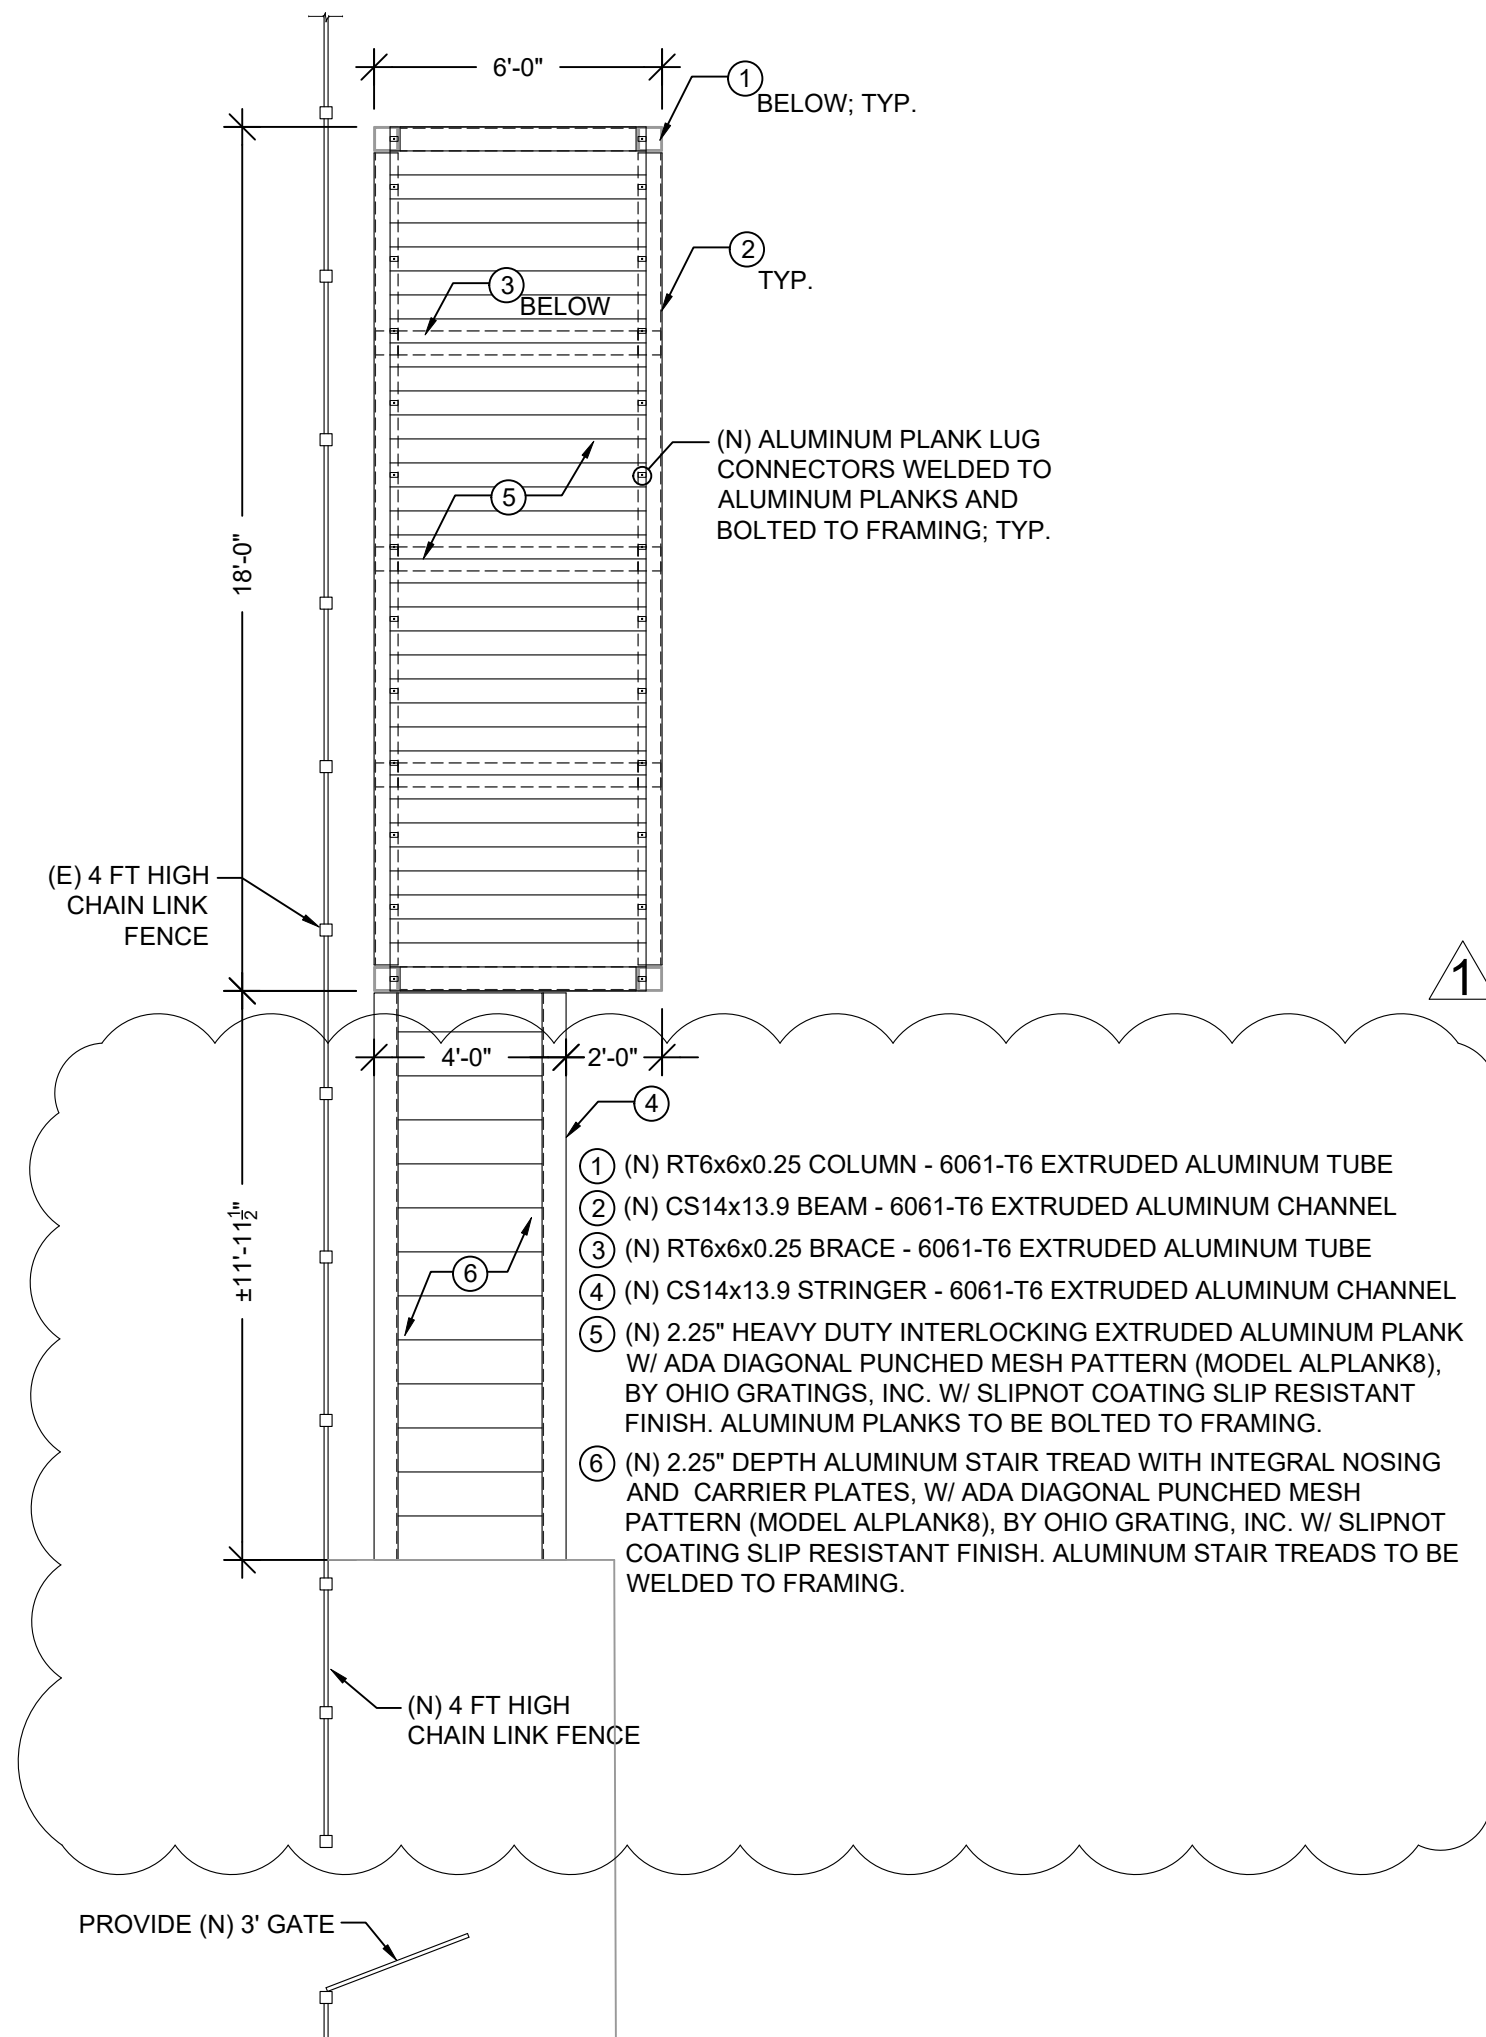 6'-0"
1
BELOW; TYP.
2
TYP.
3
BELOW
(N) ALUMINUM PLANK LUG
CONNECTORS WELDED TO
ALUMINUM PLANKS AND
BOLTED TO FRAMING; TYP.
5
18'-0"
(E) 4 FT HIGH
CHAIN LINK
FENCE
1
4'-0"
2'-0"
4
±11'-11 1/2"
6
1 (N) RT6x6x0.25 COLUMN - 6061-T6 EXTRUDED ALUMINUM TUBE
2 (N) CS14x13.9 BEAM - 6061-T6 EXTRUDED ALUMINUM CHANNEL
3 (N) RT6x6x0.25 BRACE - 6061-T6 EXTRUDED ALUMINUM TUBE
4 (N) CS14x13.9 STRINGER - 6061-T6 EXTRUDED ALUMINUM CHANNEL
5 (N) 2.25" HEAVY DUTY INTERLOCKING EXTRUDED ALUMINUM PLANK
W/ ADA DIAGONAL PUNCHED MESH PATTERN (MODEL ALPLANK8),
BY OHIO GRATINGS, INC. W/ SLIPNOT COATING SLIP RESISTANT
FINISH. ALUMINUM PLANKS TO BE BOLTED TO FRAMING.
6 (N) 2.25" DEPTH ALUMINUM STAIR TREAD WITH INTEGRAL NOSING
AND CARRIER PLATES, W/ ADA DIAGONAL PUNCHED MESH
PATTERN (MODEL ALPLANK8), BY OHIO GRATING, INC. W/ SLIPNOT
COATING SLIP RESISTANT FINISH. ALUMINUM STAIR TREADS TO BE
WELDED TO FRAMING.
(N) 4 FT HIGH
CHAIN LINK FENCE
PROVIDE (N) 3' GATE